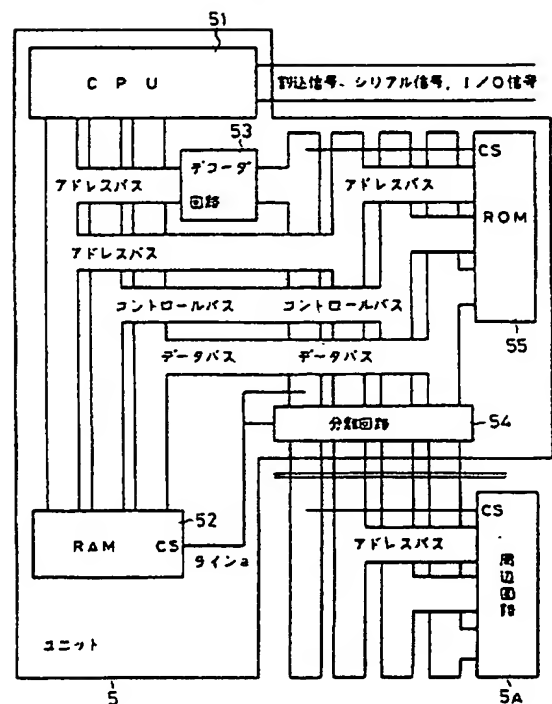 51
CPU
割込信号、シリアル信号、I/O信号
53
デコーダ
回路
CS
アドレスバス
アドレスバス
ROM
アドレスバス
コントロールバス
コントロールバス
55
データバス
データバス
分離回路
54
52
RAM
CS
ラインa
CS
アドレスバス
周辺回路
ユニット
5
5A